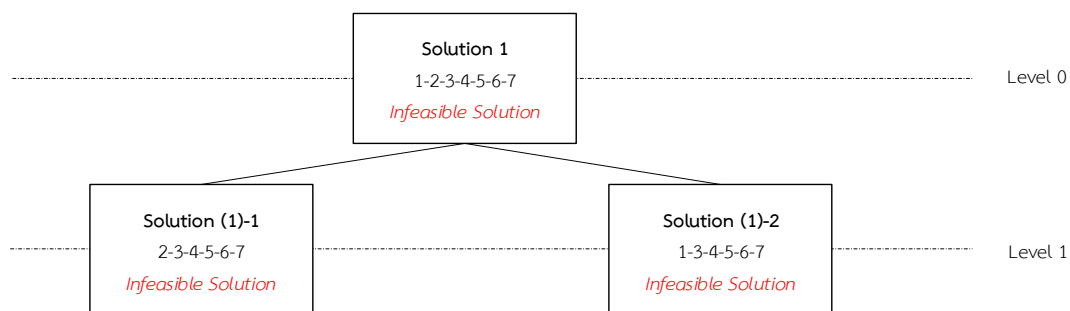 Solution 1
1-2-3-4-5-6-7
Infeasible Solution
Level 0
Solution (1)-1
2-3-4-5-6-7
Infeasible Solution
Solution (1)-2
1-3-4-5-6-7
Infeasible Solution
Level 1